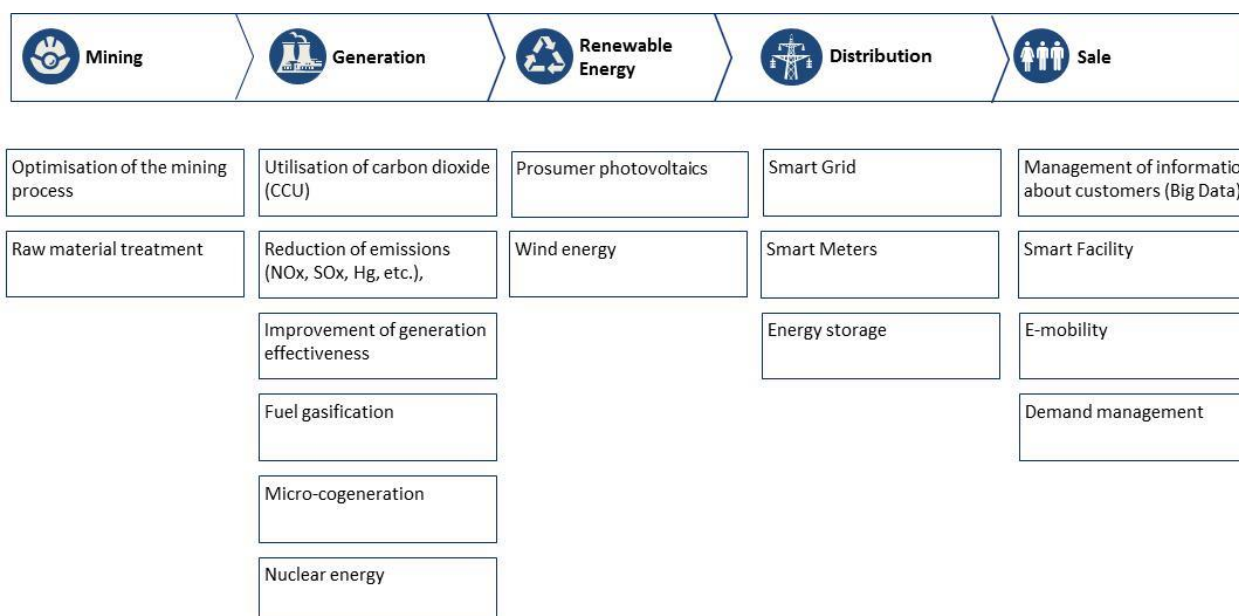 Mining
Generation
Renewable
Energy
Distribution
Sale
Optimisation of the mining
process
Raw material treatment
Utilisation of carbon dioxide
(CCU)
Reduction of emissions
(NOx, SOx, Hg, etc.),
Improvement of generation
effectiveness
Fuel gasification
Micro-cogeneration
Nuclear energy
Prosumer photovoltaics
Wind energy
Smart Grid
Smart Meters
Energy storage
Management of informatio
about customers (Big Data)
Smart Facility
E-mobility
Demand management